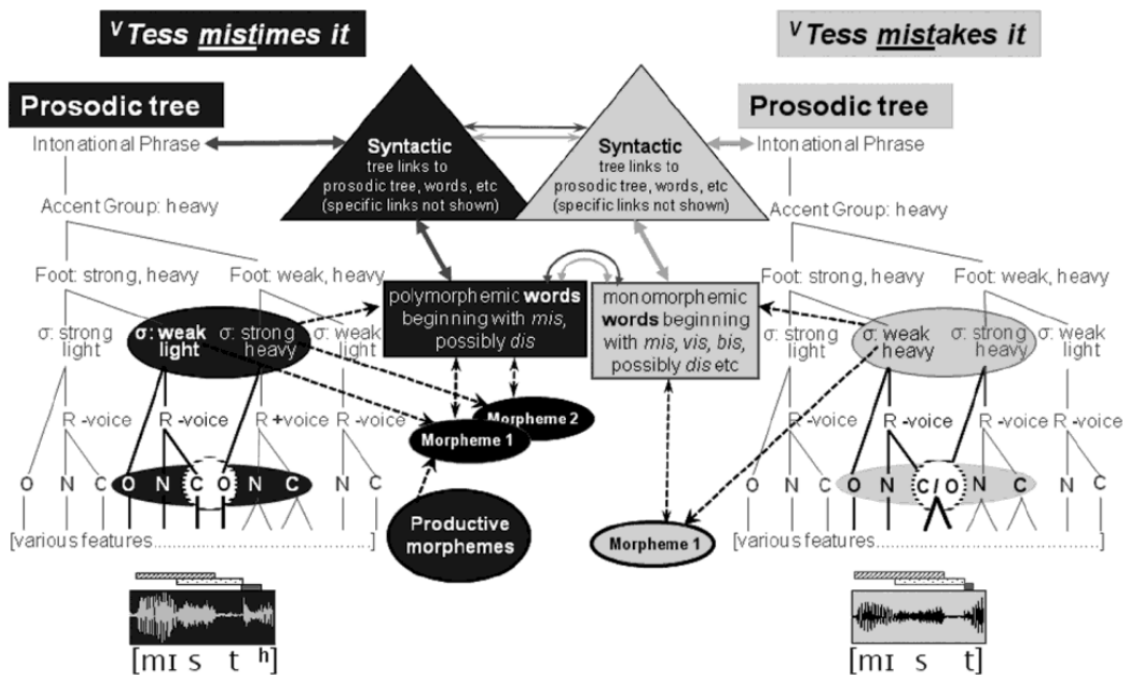 V Tess mistimes it
V Tess mistakes it
Prosodic tree
Prosodic tree
Intonational Phrase
Syntactic
tree links to
prosodic tree, words, etc
(specific links not shown)
Syntactic
tree links to
prosodic tree, words, etc
(specific links not shown)
Intonational Phrase
Accent Group: heavy
Accent Group: heavy
Foot: strong, heavy
Foot: weak, heavy
Foot: strong, heavy
Foot: weak, heavy
polymorphemic words
beginning with mis,
possibly dis
monomorphemic
words beginning
with mis, vis, bis,
possibly dis etc
σ: strong
light
σ: weak
light
σ: strong
heavy
σ: weak
light
σ: strong
light
σ: weak
heavy
σ: strong
heavy
σ: weak
light
R -voice
R -voice
R +voice
R -voice
R -voice
R -voice
R +voice
R -voice
Morpheme 2
Morpheme 1
O N C O N C O N C N C
O N C O N C / O N C N C
Productive
morphemes
Morpheme 1
[various features.......................................]
[various features.......................................]
[mɪ s t ʰ]
[mɪ s t]